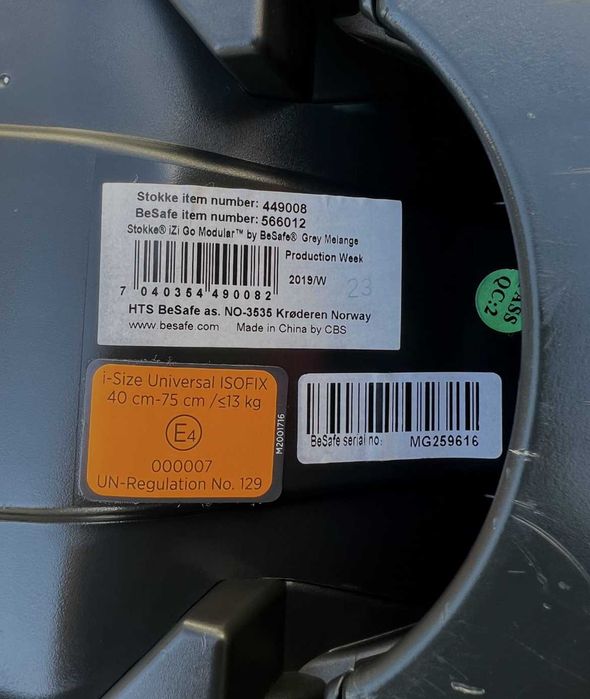 Stokke item number: 449008
BeSafe item number: 566012
Stokke® iZi Go Modular™ by BeSafe® Grey Melange
Production Week
2019/W 23
7 040354 490082
HTS BeSafe as. NO-3535 Krøderen Norway
www.besafe.com Made in China by CBS
ASS
QC:2
i-Size Universal ISOFIX
40 cm-75 cm /≤13 kg
E4
000007
UN-Regulation No. 129
M2001716
BeSafe serial no: MG259616